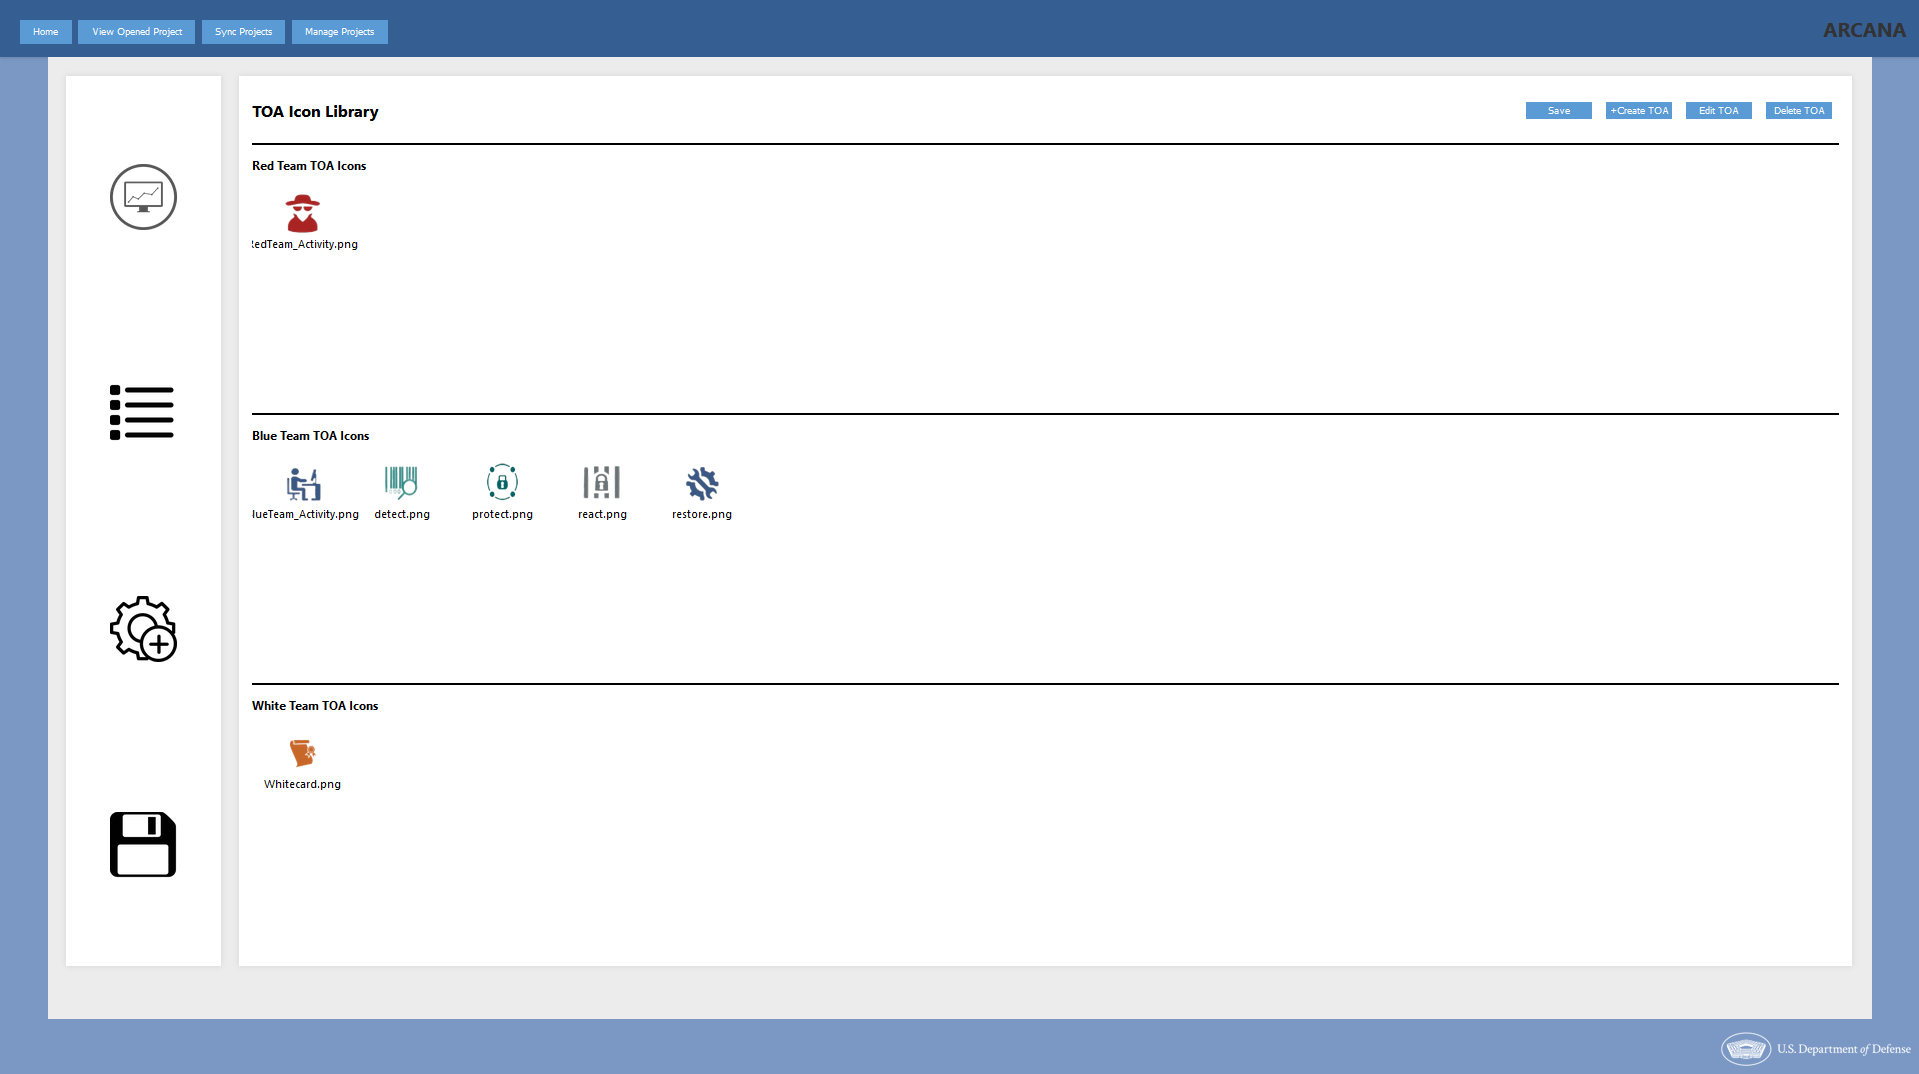 Home View Opened Project Sync Projects Manage Projects ARCANA
TOA Icon Library Save +Create TOA Edit TOA Delete TOA
Red Team TOA Icons
RedTeam_Activity.png
Blue Team TOA Icons
lueTeam_Activity.png detect.png protect.png react.png restore.png
White Team TOA Icons
Whitecard.png
U.S. Department of Defense